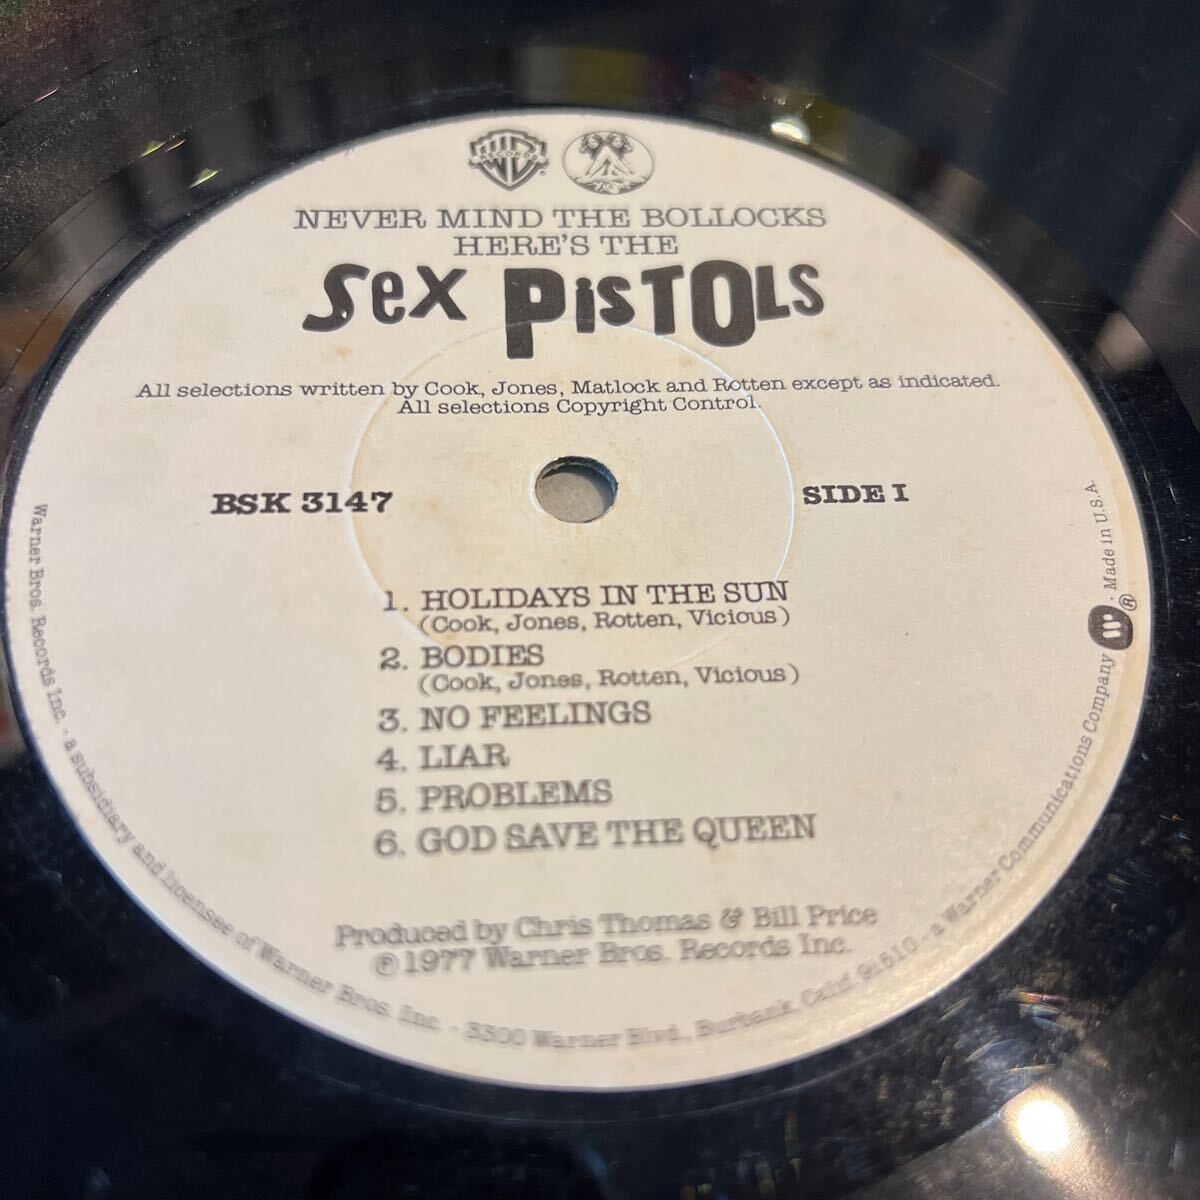 W RECORDS
NEVER MIND THE BOLLOCKS
HERE'S THE
Sex PisTOLs
All selections written by Cook, Jones, Matlock and Rotten except as indicated.
All selections Copyright Control.
BSK 3147
SIDE I
1. HOLIDAYS IN THE SUN
(Cook, Jones, Rotten, Vicious)
2. BODIES
(Cook, Jones, Rotten, Vicious)
3. NO FEELINGS
4. LIAR
5. PROBLEMS
6. GOD SAVE THE QUEEN
Produced by Chris Thomas & Bill Price
℗ 1977 Warner Bros. Records Inc.
Warner Bros. Records Inc. - a subsidiary and licensee of Warner Bros. Inc. - 3300 Warner Blvd., Burbank, Calif. 91510 - a Warner Communications Company ® · Made in U.S.A.